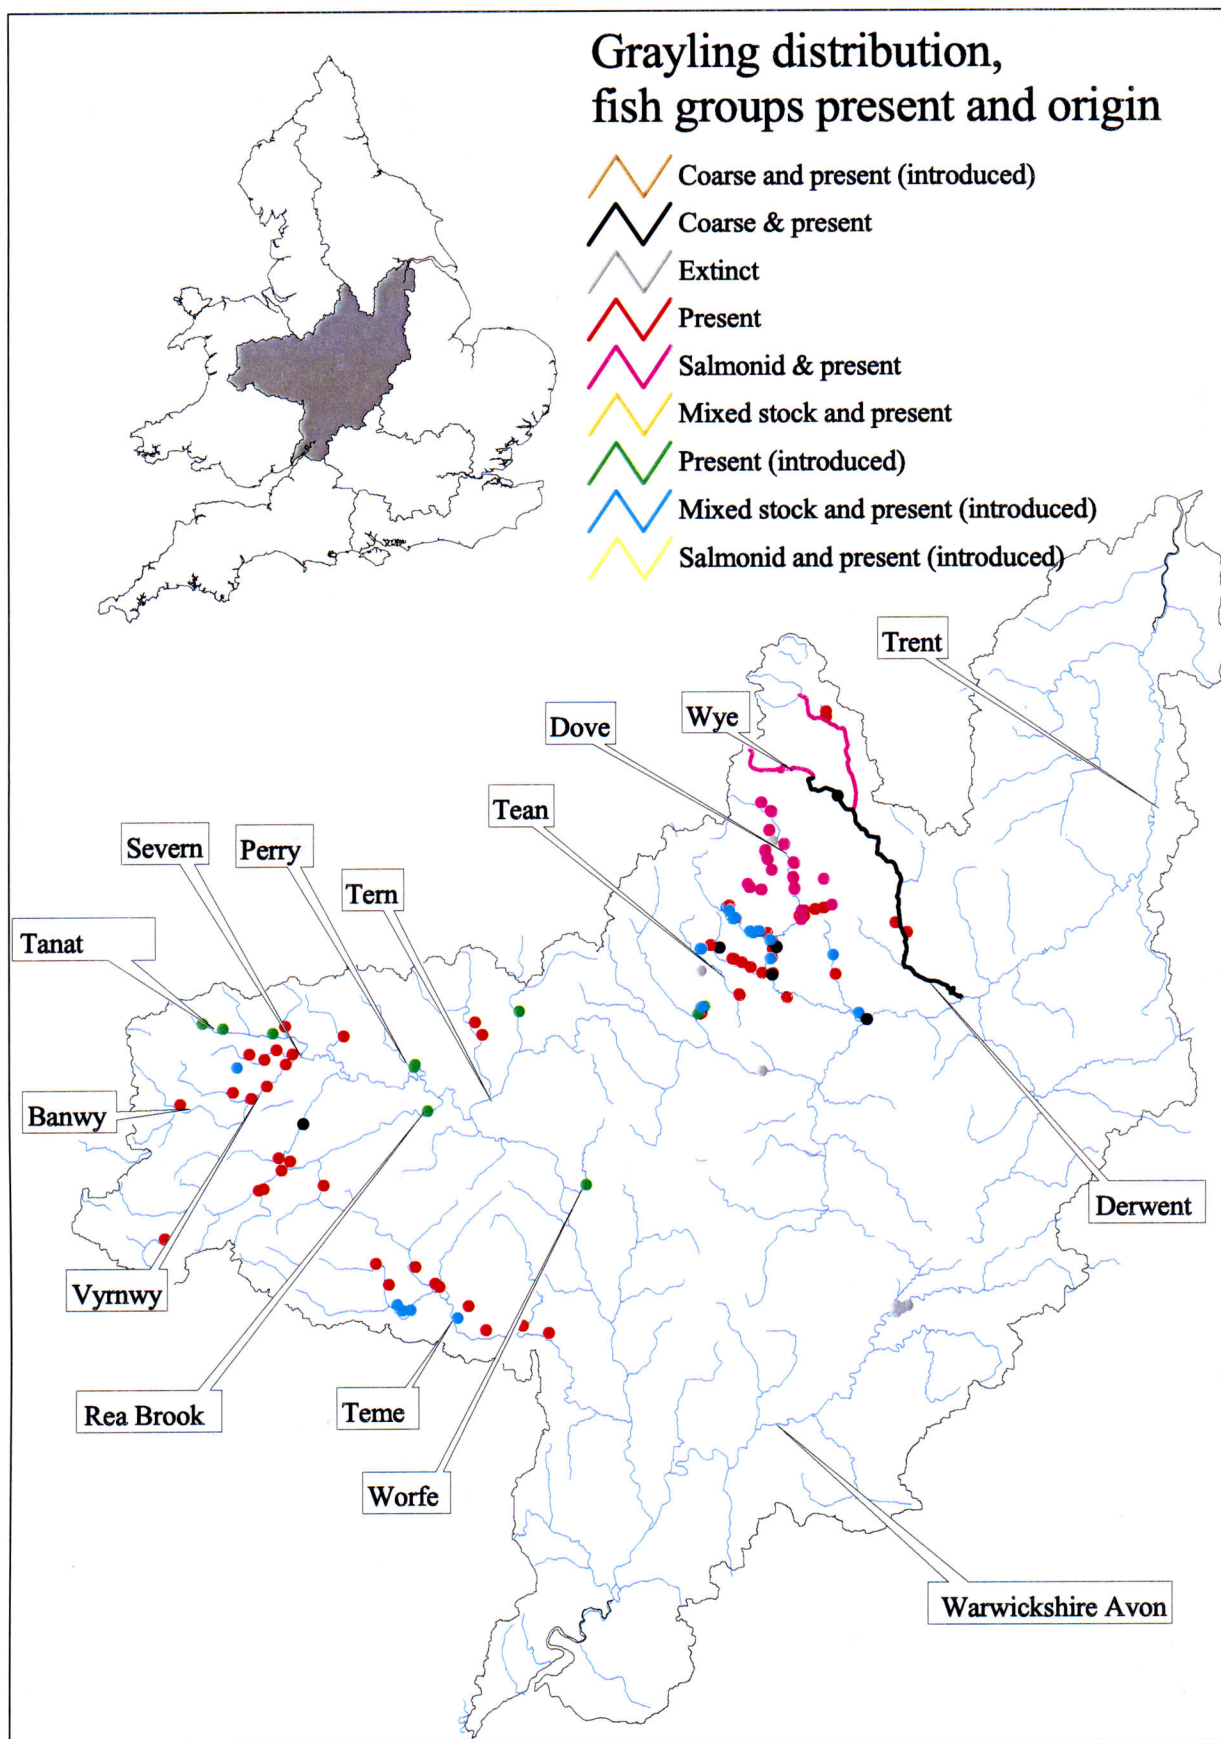 Grayling distribution,
fish groups present and origin
Coarse and present (introduced)
Coarse & present
Extinct
Present
Salmonid & present
Mixed stock and present
Present (introduced)
Mixed stock and present (introduced)
Salmonid and present (introduced)
Trent
Wye
Dove
Tean
Severn
Perry
Tern
Tanat
Banwy
Derwent
Vyrnwy
Rea Brook
Teme
Worfe
Warwickshire Avon